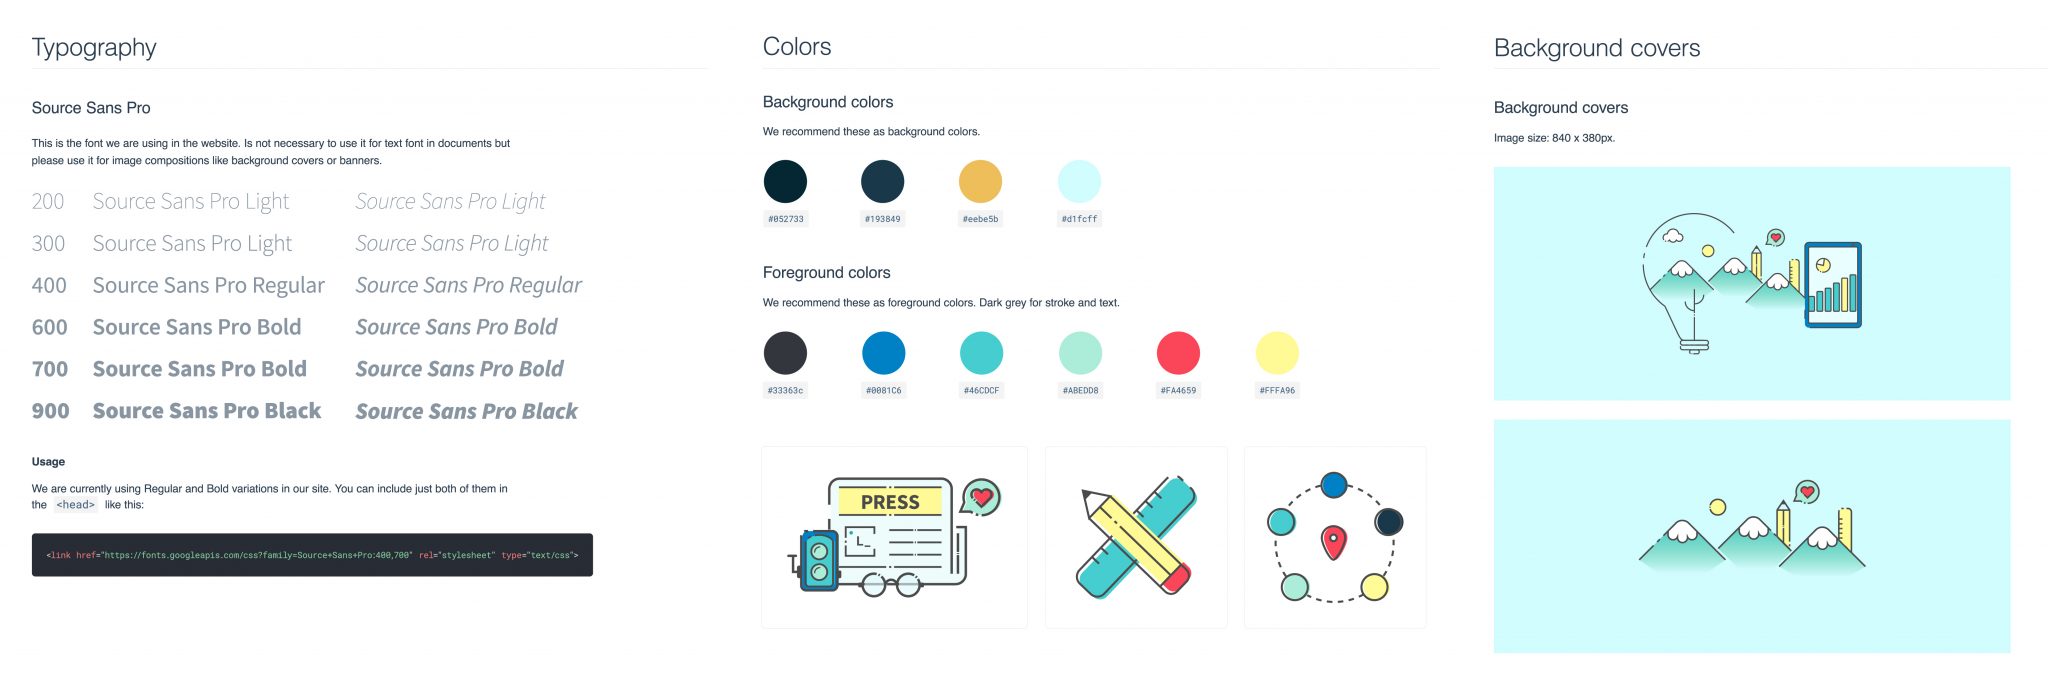 Typography
Source Sans Pro
This is the font we are using in the website. Is not necessary to use it for text font in documents but
please use it for image compositions like background covers or banners.
200 Source Sans Pro Light Source Sans Pro Light
300 Source Sans Pro Light Source Sans Pro Light
400 Source Sans Pro Regular Source Sans Pro Regular
600 Source Sans Pro Bold Source Sans Pro Bold
700 Source Sans Pro Bold Source Sans Pro Bold
900 Source Sans Pro Black Source Sans Pro Black
Usage
We are currently using Regular and Bold variations in our site. You can include just both of them in
the <head> like this:
<link href="https://fonts.googleapis.com/css?family=Source+Sans+Pro:400,700" rel="stylesheet" type="text/css">
Colors
Background colors
We recommend these as background colors.
#052733 #193849 #eebe5b #d1fcff
Foreground colors
We recommend these as foreground colors. Dark grey for stroke and text.
#33363c #0081C6 #46CDCF #ABEDD8 #FA4659 #FFFA96
PRESS
Background covers
Background covers
Image size: 840 x 380px.